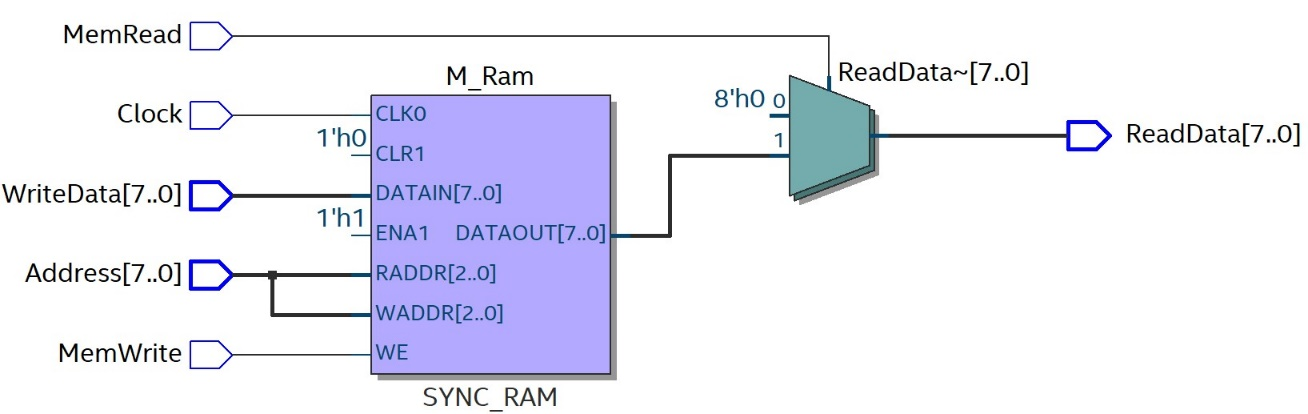 MemRead
M_Ram
ReadData~[7..0]
Clock
CLK0
8'h0
0
1'h0
CLR1
1
ReadData[7..0]
WriteData[7..0]
DATAIN[7..0]
1'h1
ENA1
DATAOUT[7..0]
Address[7..0]
RADDR[2..0]
WADDR[2..0]
MemWrite
WE
SYNC_RAM